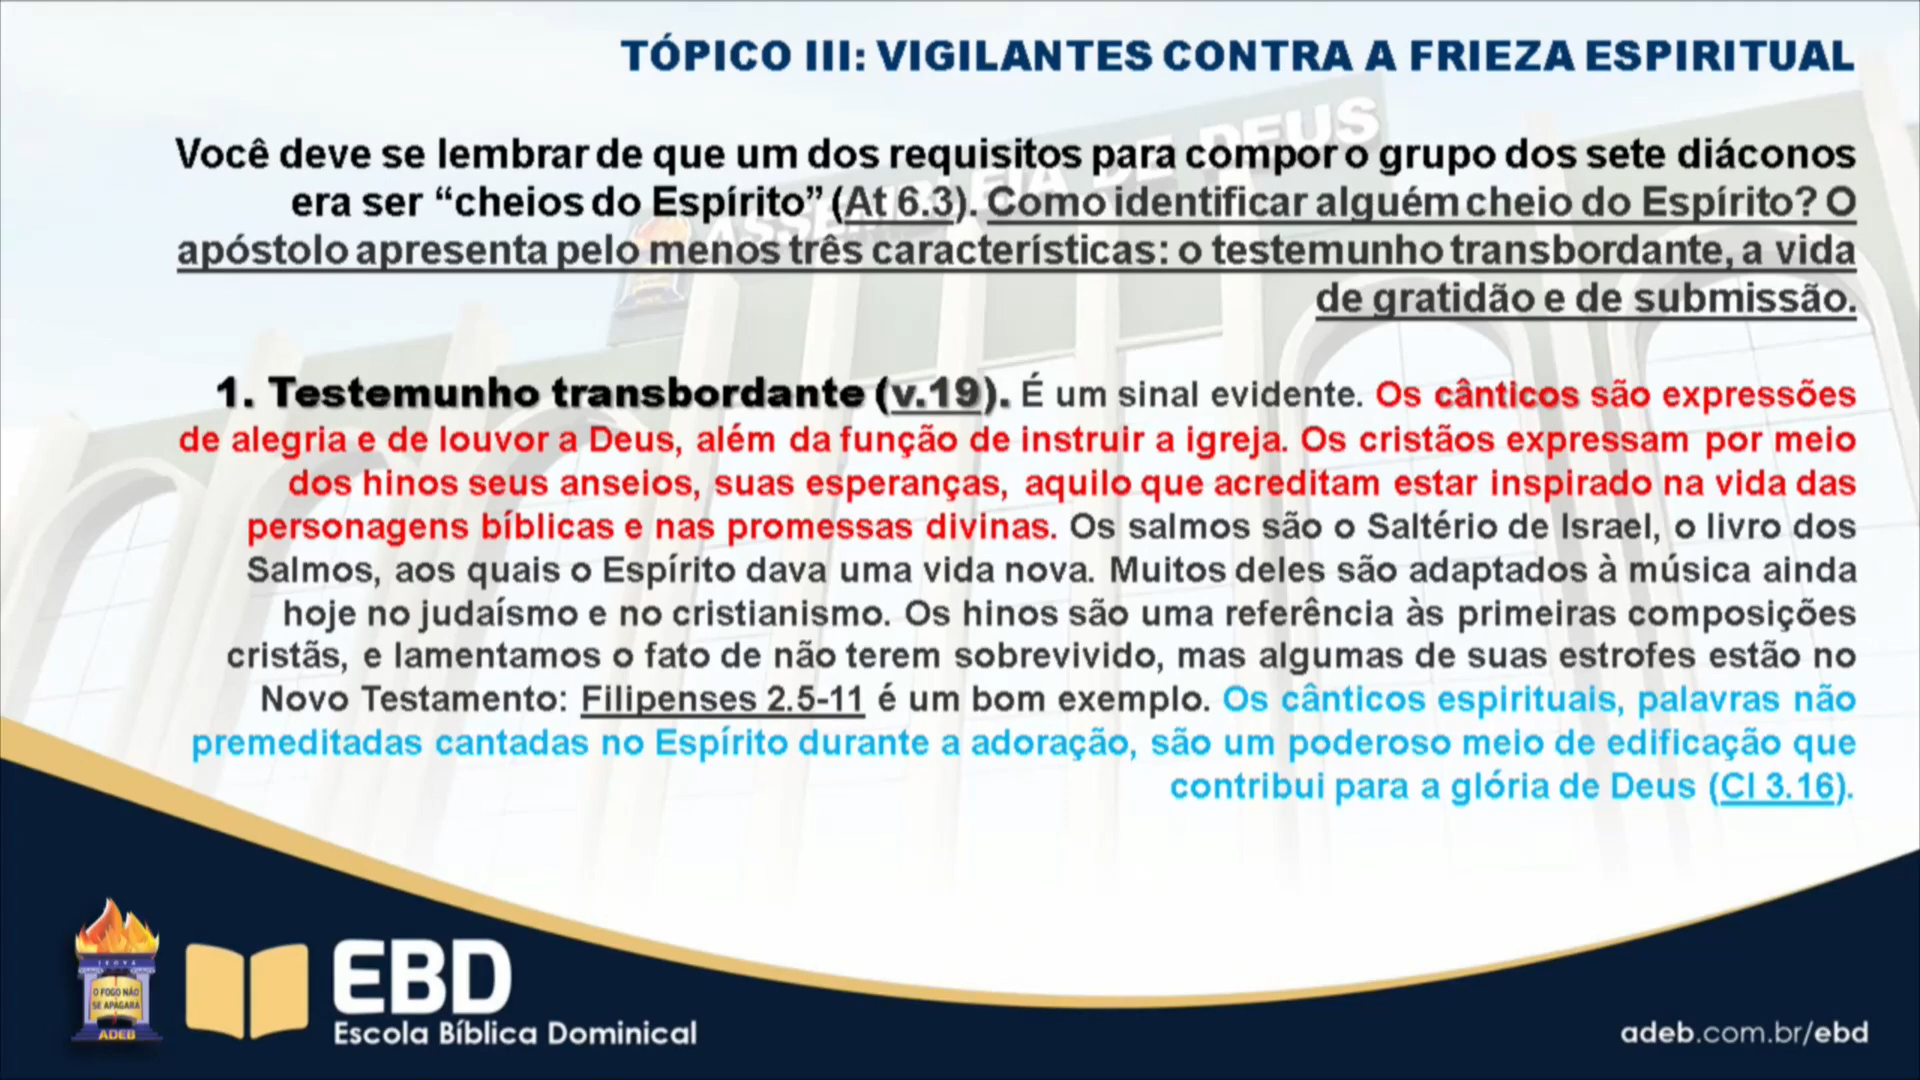 TÓPICO III: VIGILANTES CONTRA A FRIEZA ESPIRITUAL
ASSEMBLEIA DE DEUS
Você deve se lembrar de que um dos requisitos para compor o grupo dos sete diáconos
era ser “cheios do Espírito” (At 6.3). Como identificar alguém cheio do Espírito? O
apóstolo apresenta pelo menos três características: o testemunho transbordante, a vida
de gratidão e de submissão.
1. Testemunho transbordante (v.19). É um sinal evidente. Os cânticos são expressões
de alegria e de louvor a Deus, além da função de instruir a igreja. Os cristãos expressam por meio
dos hinos seus anseios, suas esperanças, aquilo que acreditam estar inspirado na vida das
personagens bíblicas e nas promessas divinas. Os salmos são o Saltério de Israel, o livro dos
Salmos, aos quais o Espírito dava uma vida nova. Muitos deles são adaptados à música ainda
hoje no judaísmo e no cristianismo. Os hinos são uma referência às primeiras composições
cristãs, e lamentamos o fato de não terem sobrevivido, mas algumas de suas estrofes estão no
Novo Testamento: Filipenses 2.5-11 é um bom exemplo. Os cânticos espirituais, palavras não
premeditadas cantadas no Espírito durante a adoração, são um poderoso meio de edificação que
contribui para a glória de Deus (Cl 3.16).
JEOVÁ
O FOGO NÃO
SE APAGARÁ
ADEB
EBD
Escola Bíblica Dominical
adeb.com.br/ebd